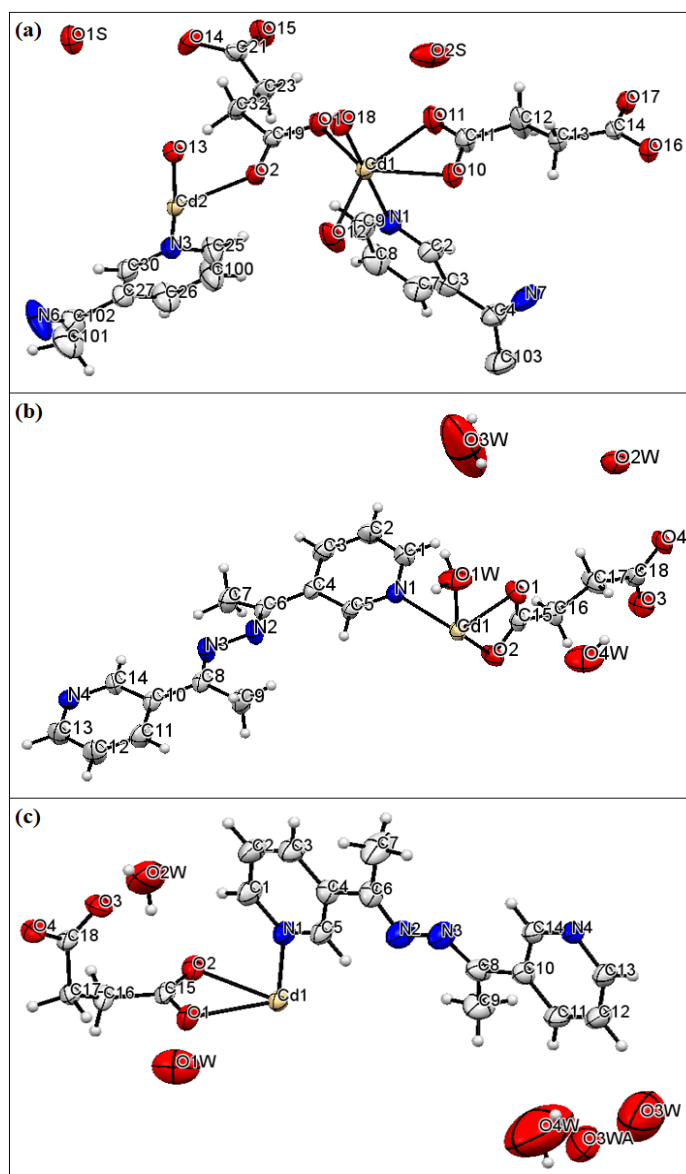 (a)
O1S O14 C21 O15 O2S
C23
C32 O18 O11 C12 O17
C19 C11 C13 C14
O13 O16
O2 Cd1 O10
Cd2
C9 N1
O12
N3 C25 C8 C2
C30 C100 C3
C27 C26 N7
N6 C102 C4
C101 C103
(b)
O3W
O2W
C2 O4
C3 C1 C18
C7 C4 O1W O1 C17
C6 C5 N1 C16 O3
N2 Cd1 C15
N3 O2 O4W
C14 C8
N4 C10 C9
C13 C11
C12
(c)
C2 C3 C7
O2W
O3 C1 C4 C6
O4 C18 N1 C5 N2 N3 C14 N4
O2 C8 C10 C13
C17 C16 C15 Cd1 C9
O1 C11 C12
O1W
O4W O3W
O3WA